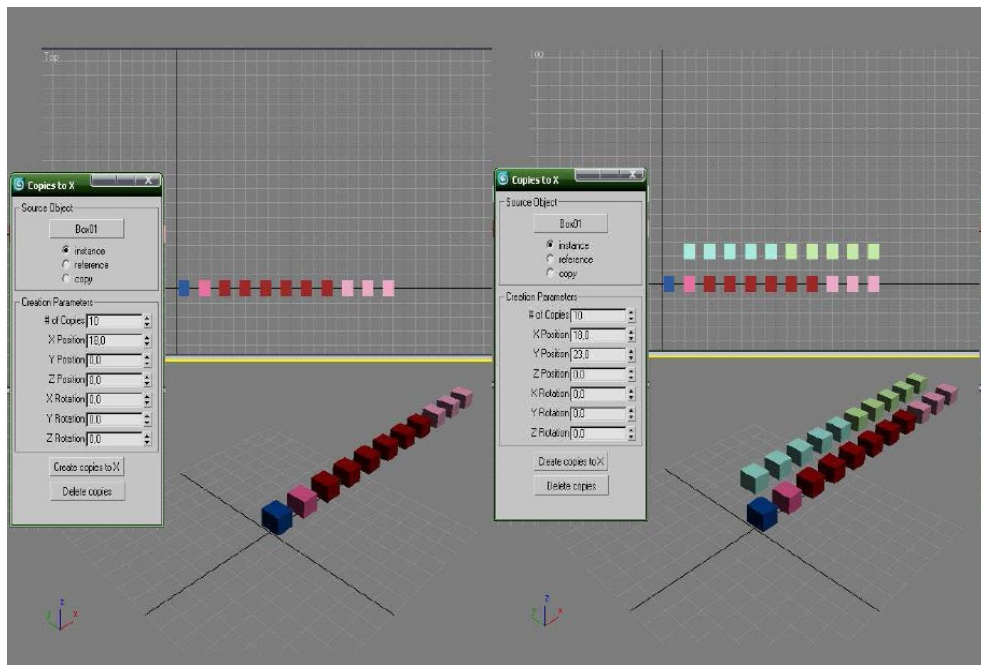 Top
Copies to X
X
Source Object
Box01
instance
reference
copy
Creation Parameters
# of Copies 10
X Position 18,0
Y Position 0,0
Z Position 0,0
X Rotation 0,0
Y Rotation 0,0
Z Rotation 0,0
Create copies to X
Delete copies
z
x
y
Top
Copies to X
X
Source Object
Box01
instance
reference
copy
Creation Parameters
# of Copies 10
X Position 18,0
Y Position 23,0
Z Position 0,0
X Rotation 0,0
Y Rotation 0,0
Z Rotation 0,0
Create copies to X
Delete copies
z
x
y